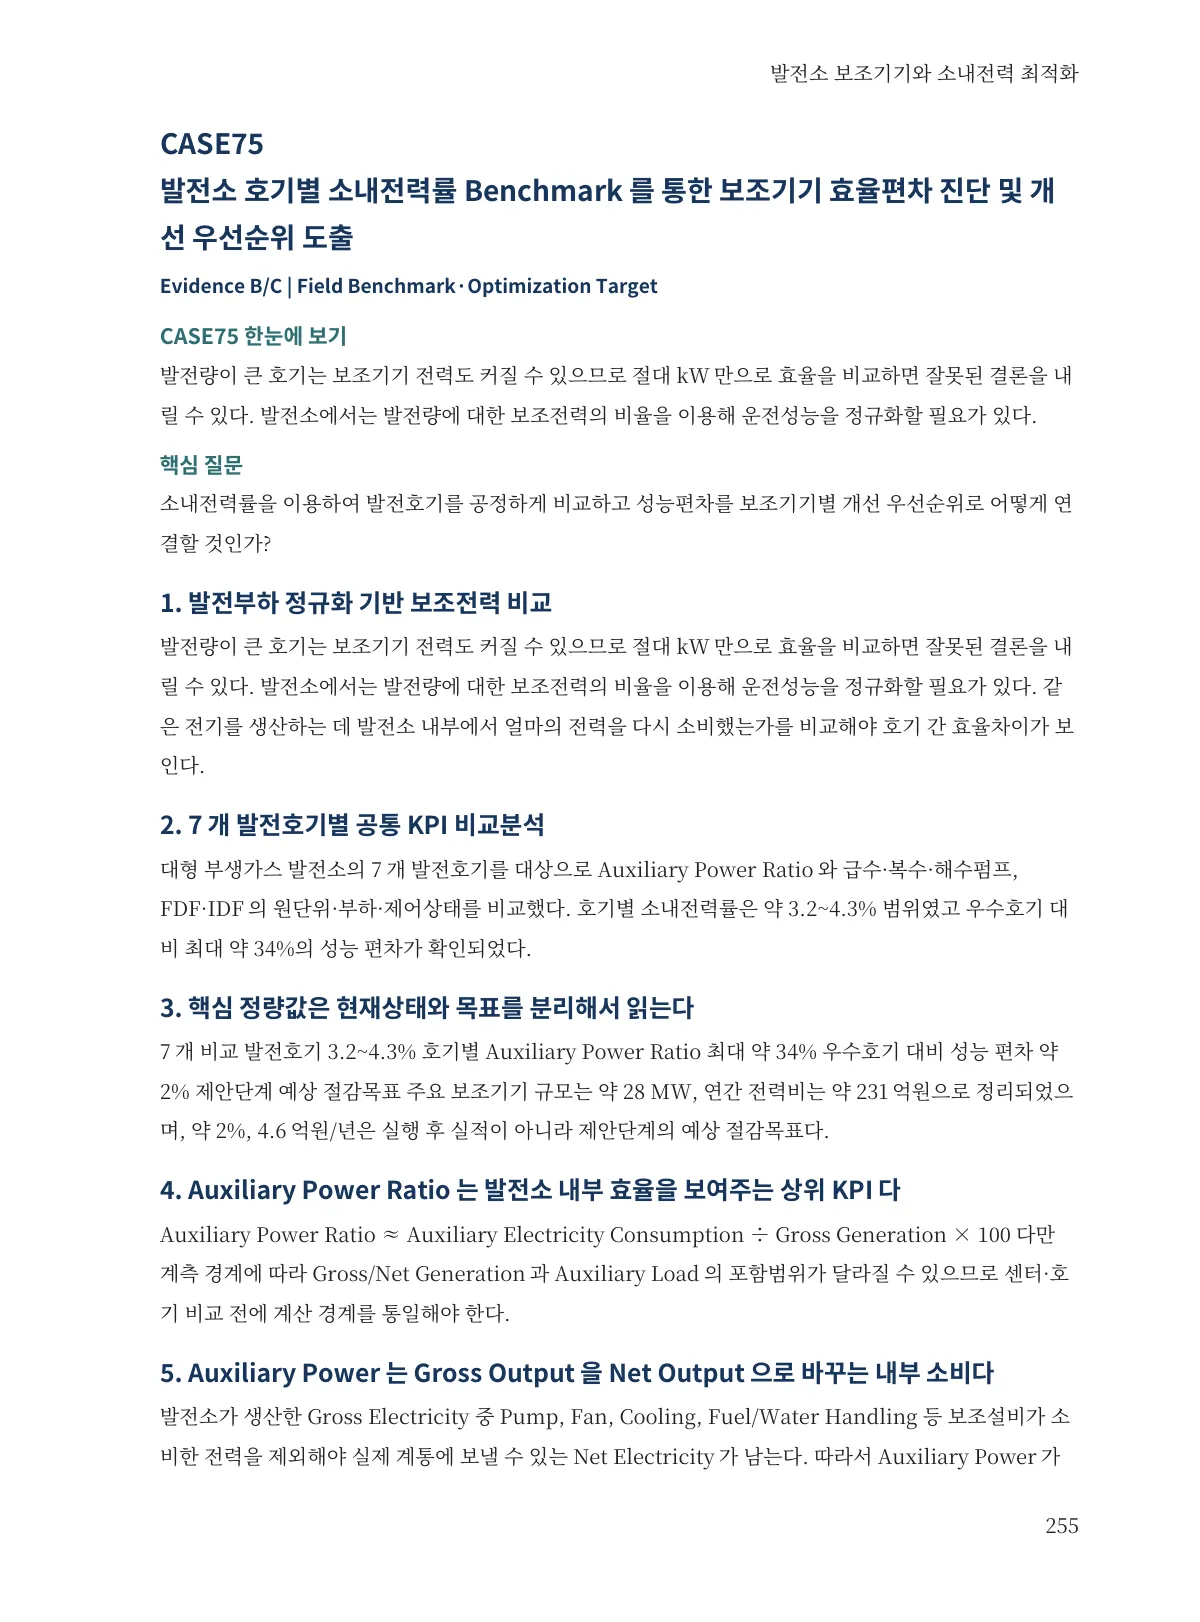 발전소 보조기기와 소내전력 최적화
CASE75
발전소 호기별 소내전력률 Benchmark 를 통한 보조기기 효율편차 진단 및 개
선 우선순위 도출
Evidence B/C | Field Benchmark·Optimization Target
CASE75 한눈에 보기
발전량이 큰 호기는 보조기기 전력도 커질 수 있으므로 절대 kW 만으로 효율을 비교하면 잘못된 결론을 내
릴 수 있다. 발전소에서는 발전량에 대한 보조전력의 비율을 이용해 운전성능을 정규화할 필요가 있다.
핵심 질문
소내전력률을 이용하여 발전호기를 공정하게 비교하고 성능편차를 보조기기별 개선 우선순위로 어떻게 연
결할 것인가?
1. 발전부하 정규화 기반 보조전력 비교
발전량이 큰 호기는 보조기기 전력도 커질 수 있으므로 절대 kW 만으로 효율을 비교하면 잘못된 결론을 내
릴 수 있다. 발전소에서는 발전량에 대한 보조전력의 비율을 이용해 운전성능을 정규화할 필요가 있다. 같
은 전기를 생산하는 데 발전소 내부에서 얼마의 전력을 다시 소비했는가를 비교해야 호기 간 효율차이가 보
인다.
2. 7 개 발전호기별 공통 KPI 비교분석
대형 부생가스 발전소의 7 개 발전호기를 대상으로 Auxiliary Power Ratio 와 급수·복수·해수펌프,
FDF·IDF 의 원단위·부하·제어상태를 비교했다. 호기별 소내전력률은 약 3.2~4.3% 범위였고 우수호기 대
비 최대 약 34%의 성능 편차가 확인되었다.
3. 핵심 정량값은 현재상태와 목표를 분리해서 읽는다
7 개 비교 발전호기 3.2~4.3% 호기별 Auxiliary Power Ratio 최대 약 34% 우수호기 대비 성능 편차 약
2% 제안단계 예상 절감목표 주요 보조기기 규모는 약 28 MW, 연간 전력비는 약 231 억원으로 정리되었으
며, 약 2%, 4.6 억원/년은 실행 후 실적이 아니라 제안단계의 예상 절감목표다.
4. Auxiliary Power Ratio 는 발전소 내부 효율을 보여주는 상위 KPI 다
Auxiliary Power Ratio ≈ Auxiliary Electricity Consumption ÷ Gross Generation × 100 다만
계측 경계에 따라 Gross/Net Generation 과 Auxiliary Load 의 포함범위가 달라질 수 있으므로 센터·호
기 비교 전에 계산 경계를 통일해야 한다.
5. Auxiliary Power 는 Gross Output 을 Net Output 으로 바꾸는 내부 소비다
발전소가 생산한 Gross Electricity 중 Pump, Fan, Cooling, Fuel/Water Handling 등 보조설비가 소
비한 전력을 제외해야 실제 계통에 보낼 수 있는 Net Electricity 가 남는다. 따라서 Auxiliary Power 가
255